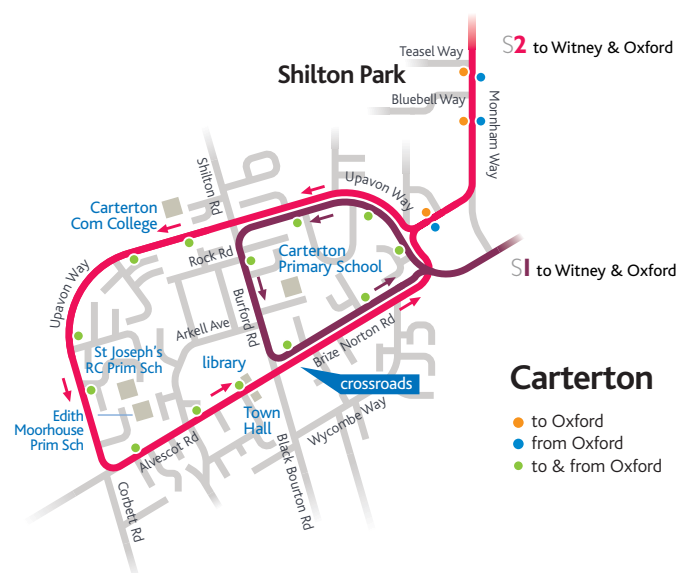 S2 to Witney & Oxford
Teasel Way
Shilton Park
Bluebell Way
Monnham Way
Shilton Rd
Upavon Way
Carterton
Com College
Rock Rd
Carterton
Primary School
S1 to Witney & Oxford
Upavon Way
Burford Rd
Arkell Ave
Brize Norton Rd
St Joseph's
RC Prim Sch
library
crossroads
Carterton
Edith
Moorhouse
Prim Sch
Town
Hall
Wycombe Way
Alvescot Rd
Black Bourton Rd
Corbett Rd
to Oxford
from Oxford
to & from Oxford